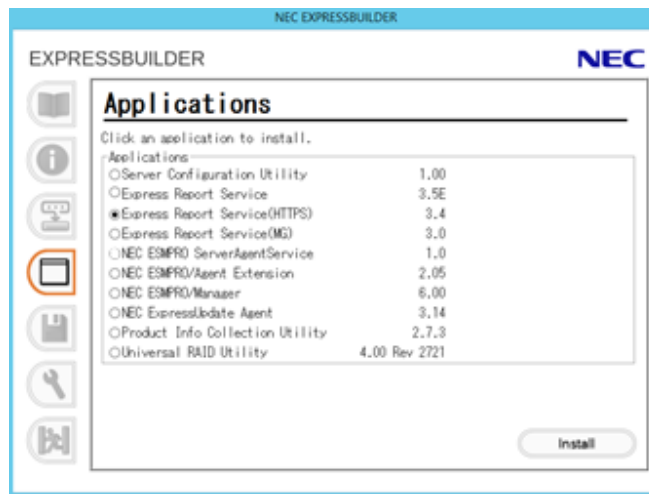 NEC EXPRESSBUILDER
EXPRESSBUILDER
NEC
Applications
Click an application to install.
Applications
Server Configuration Utility 1.00
Express Report Service 3.5E
Express Report Service(HTTPS) 3.4
Express Report Service(MG) 3.0
NEC ESMPRO ServerAgentService 1.0
NEC ESMPRO/Agent Extension 2.05
NEC ESMPRO/Manager 6.00
NEC ExpressUpdate Agent 3.14
Product Info Collection Utility 2.7.3
Universal RAID Utility 4.00 Rev 2721
Install